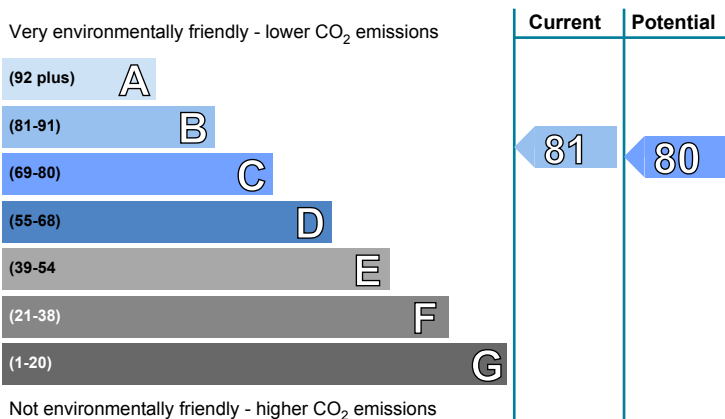 Current Potential
Very environmentally friendly - lower CO2 emissions
(92 plus) A
(81-91) B
81
(69-80) C
80
(55-68) D
(39-54 E
(21-38) F
(1-20) G
Not environmentally friendly - higher CO2 emissions